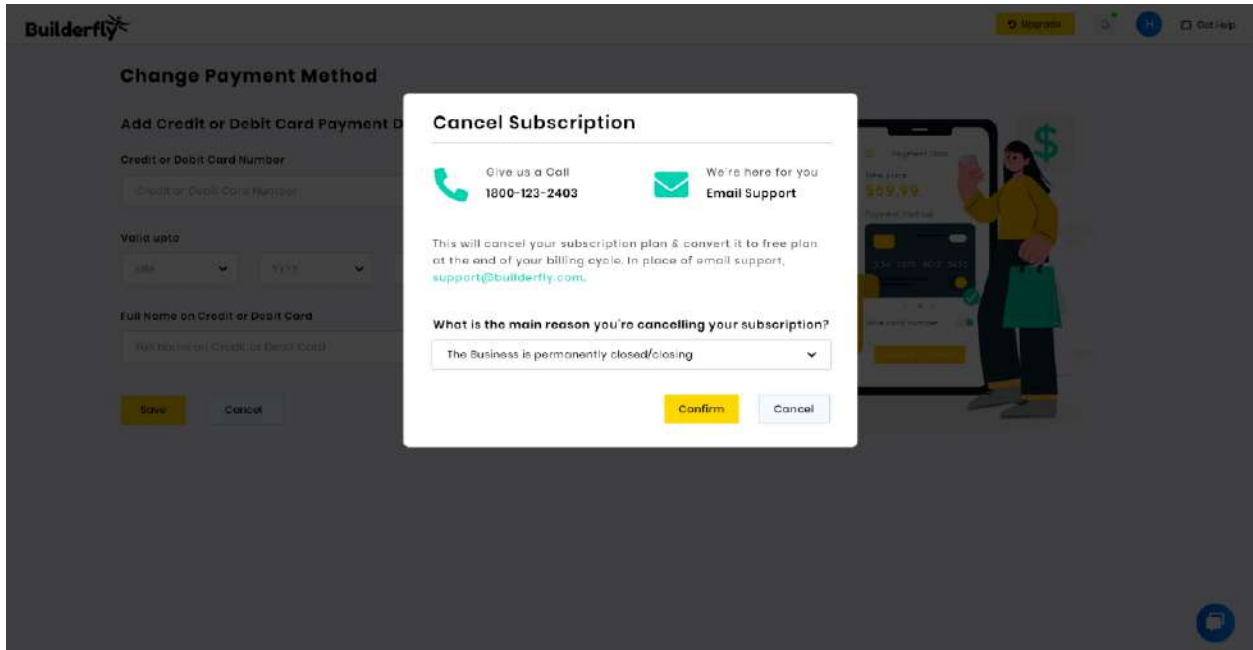 Builderfly
Upgrade
H
Get Help
Change Payment Method
Add Credit or Debit Card Payment D
Credit or Debit Card Number
Credit or Debit Card Number
Valid upto
MM
YYYY
Full Name on Credit or Debit Card
Full Name on Credit or Debit Card
Save
Cancel
Cancel Subscription
Give us a Call
1800-123-2403
We're here for you
Email Support
This will cancel your subscription plan & convert it to free plan
at the end of your billing cycle. In place of email support,
support@builderfly.com.
What is the main reason you're cancelling your subscription?
The Business is permanently closed/closing
Confirm
Cancel
$
$69.99
Payment Method